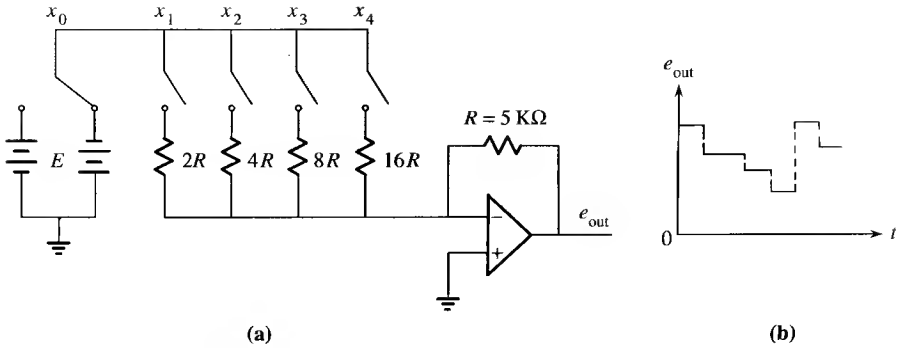 x0 x1 x2 x3 x4
E 2R 4R 8R 16R
R = 5 KΩ
−
+
eout
(a)
eout
0
t
(b)